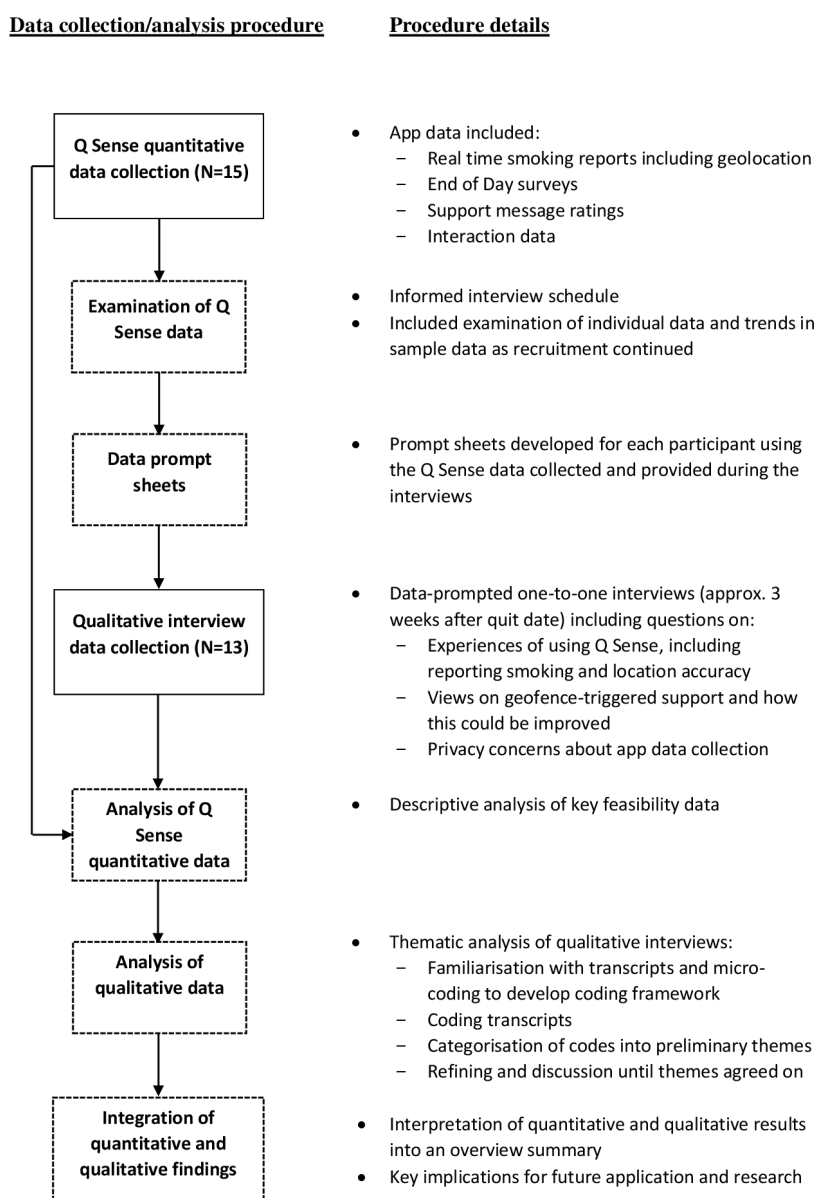 Data collection/analysis procedure
Procedure details
Q Sense quantitative
data collection (N=15)
• App data included:
– Real time smoking reports including geolocation
– End of Day surveys
– Support message ratings
– Interaction data
Examination of Q
Sense data
• Informed interview schedule
• Included examination of individual data and trends in
sample data as recruitment continued
Data prompt
sheets
• Prompt sheets developed for each participant using
the Q Sense data collected and provided during the
interviews
Qualitative interview
data collection (N=13)
• Data-prompted one-to-one interviews (approx. 3
weeks after quit date) including questions on:
– Experiences of using Q Sense, including
reporting smoking and location accuracy
– Views on geofence-triggered support and how
this could be improved
– Privacy concerns about app data collection
Analysis of Q
Sense
quantitative data
• Descriptive analysis of key feasibility data
Analysis of
qualitative data
• Thematic analysis of qualitative interviews:
– Familiarisation with transcripts and micro-
coding to develop coding framework
– Coding transcripts
– Categorisation of codes into preliminary themes
– Refining and discussion until themes agreed on
Integration of
quantitative and
qualitative findings
• Interpretation of quantitative and qualitative results
into an overview summary
• Key implications for future application and research